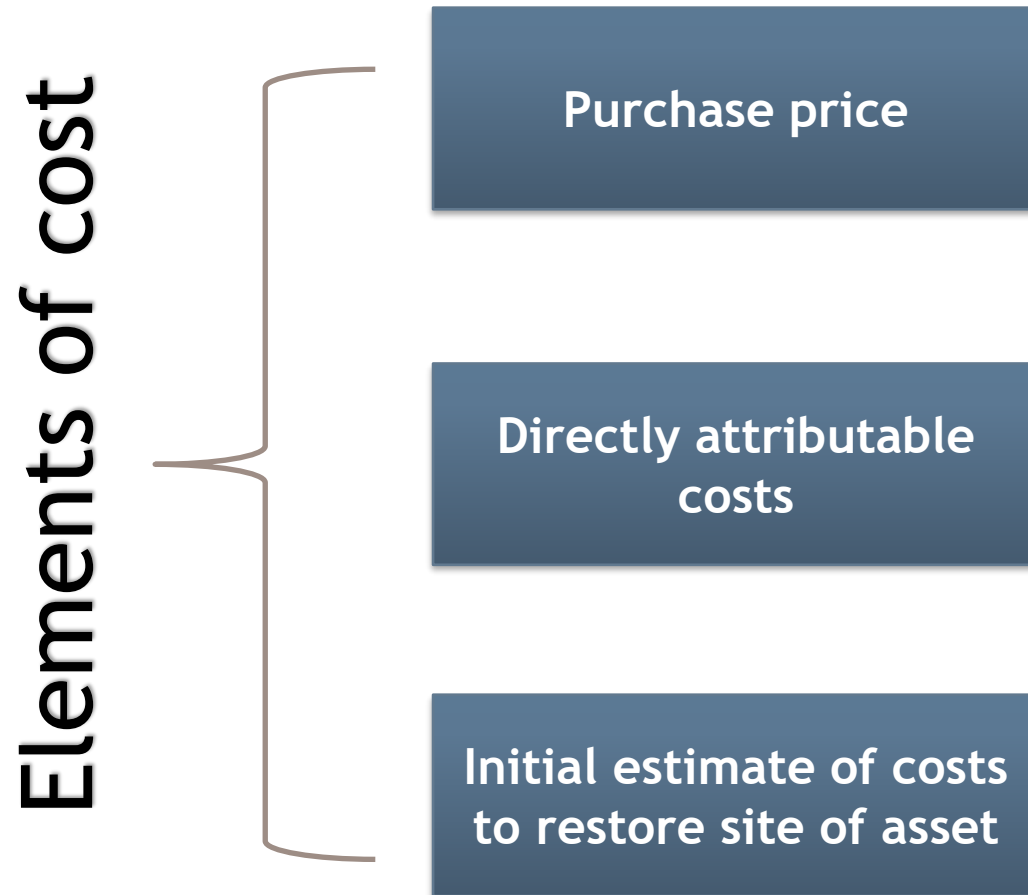 Elements of cost
Purchase price
Directly attributable
costs
Initial estimate of costs
to restore site of asset